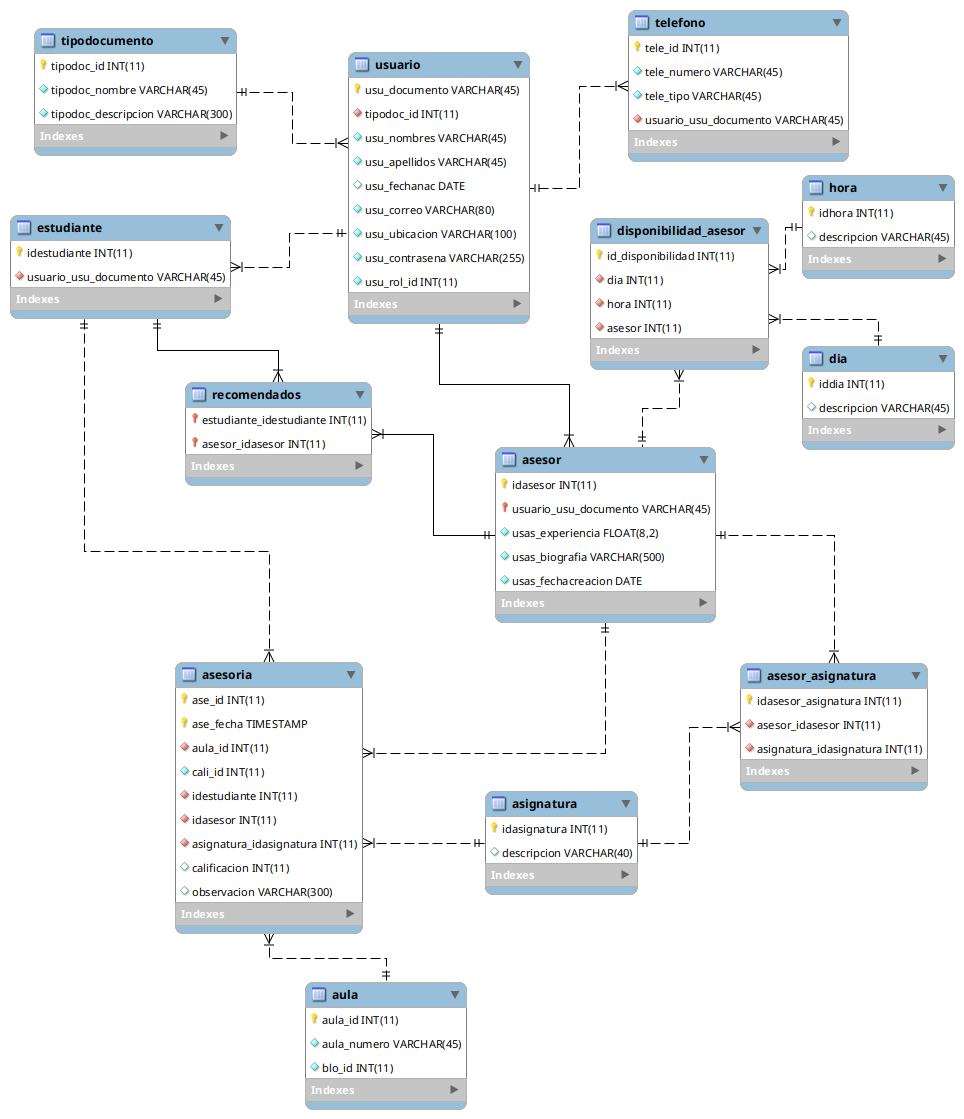 tipodocumento
tipodoc_id INT(11)
tipodoc_nombre VARCHAR(45)
tipodoc_descripcion VARCHAR(300)
Indexes
usuario
usu_documento VARCHAR(45)
tipodoc_id INT(11)
usu_nombres VARCHAR(45)
usu_apellidos VARCHAR(45)
usu_fechanac DATE
usu_correo VARCHAR(80)
usu_ubicacion VARCHAR(100)
usu_contrasena VARCHAR(255)
usu_rol_id INT(11)
Indexes
telefono
tele_id INT(11)
tele_numero VARCHAR(45)
tele_tipo VARCHAR(45)
usuario_usu_documento VARCHAR(45)
Indexes
estudiante
idestudiante INT(11)
usuario_usu_documento VARCHAR(45)
Indexes
disponibilidad_asesor
id_disponibilidad INT(11)
dia INT(11)
hora INT(11)
asesor INT(11)
Indexes
hora
idhora INT(11)
descripcion VARCHAR(45)
Indexes
dia
iddia INT(11)
descripcion VARCHAR(45)
Indexes
recomendados
estudiante_idestudiante INT(11)
asesor_idasesor INT(11)
Indexes
asesor
idasesor INT(11)
usuario_usu_documento VARCHAR(45)
usas_experiencia FLOAT(8,2)
usas_biografia VARCHAR(500)
usas_fechacreacion DATE
Indexes
asesoria
ase_id INT(11)
ase_fecha TIMESTAMP
aula_id INT(11)
cali_id INT(11)
idestudiante INT(11)
idasesor INT(11)
asignatura_idasignatura INT(11)
calificacion INT(11)
observacion VARCHAR(300)
Indexes
asesor_asignatura
idasesor_asignatura INT(11)
asesor_idasesor INT(11)
asignatura_idasignatura INT(11)
Indexes
asignatura
idasignatura INT(11)
descripcion VARCHAR(40)
Indexes
aula
aula_id INT(11)
aula_numero VARCHAR(45)
blo_id INT(11)
Indexes